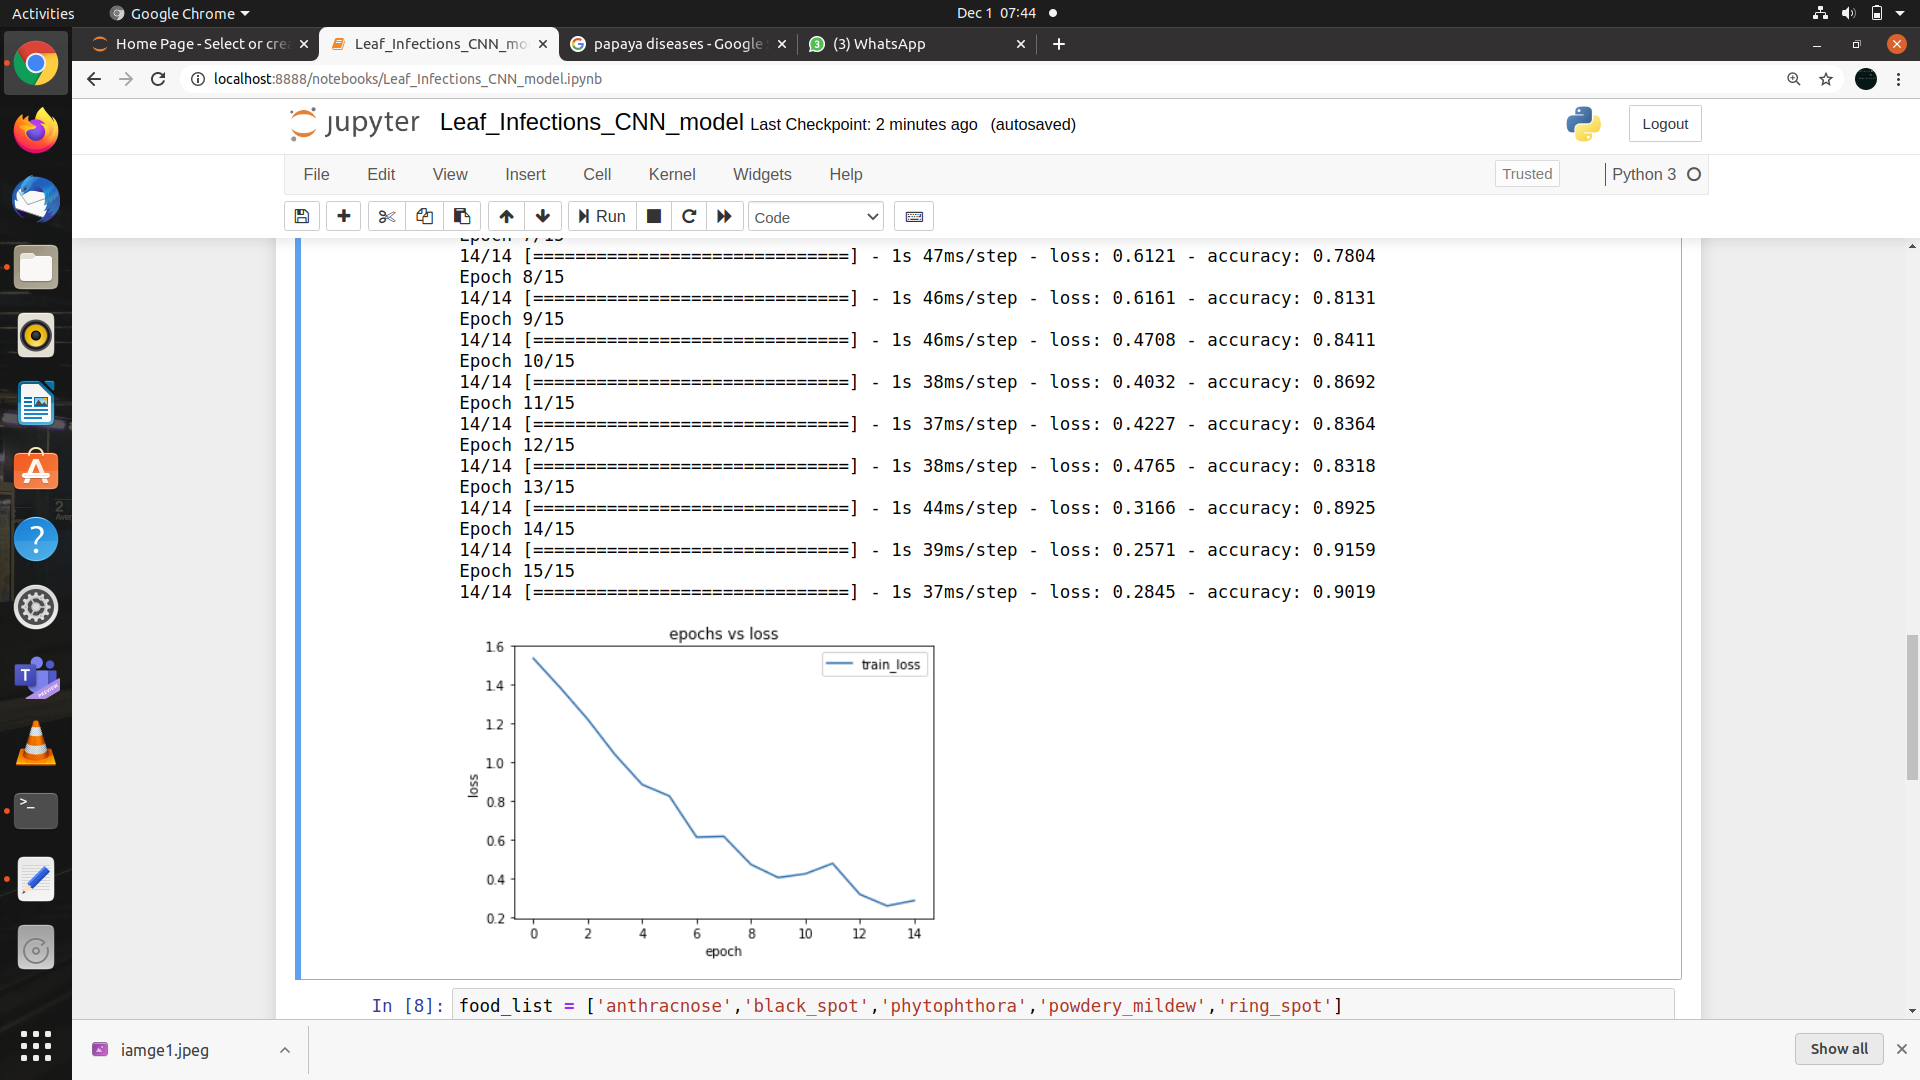 Activities
Google Chrome
Dec 1 07:44
Home Page - Select or cre
Leaf_Infections_CNN_mo
papaya diseases - Google
(3) WhatsApp
localhost:8888/notebooks/Leaf_Infections_CNN_model.ipynb
jupyter
Leaf_Infections_CNN_model Last Checkpoint: 2 minutes ago (autosaved)
Logout
File Edit View Insert Cell Kernel Widgets Help
Trusted
Python 3
Run
Code
Epoch 7/15
14/14 [==============================] - 1s 47ms/step - loss: 0.6121 - accuracy: 0.7804
Epoch 8/15
14/14 [==============================] - 1s 46ms/step - loss: 0.6161 - accuracy: 0.8131
Epoch 9/15
14/14 [==============================] - 1s 46ms/step - loss: 0.4708 - accuracy: 0.8411
Epoch 10/15
14/14 [==============================] - 1s 38ms/step - loss: 0.4032 - accuracy: 0.8692
Epoch 11/15
14/14 [==============================] - 1s 37ms/step - loss: 0.4227 - accuracy: 0.8364
Epoch 12/15
14/14 [==============================] - 1s 38ms/step - loss: 0.4765 - accuracy: 0.8318
Epoch 13/15
14/14 [==============================] - 1s 44ms/step - loss: 0.3166 - accuracy: 0.8925
Epoch 14/15
14/14 [==============================] - 1s 39ms/step - loss: 0.2571 - accuracy: 0.9159
Epoch 15/15
14/14 [==============================] - 1s 37ms/step - loss: 0.2845 - accuracy: 0.9019
epochs vs loss
train_loss
1.6
1.4
1.2
1.0
0.8
0.6
0.4
0.2
loss
0 2 4 6 8 10 12 14
epoch
In [8]: food_list = ['anthracnose','black_spot','phytophthora','powdery_mildew','ring_spot']
iamge1.jpeg
Show all